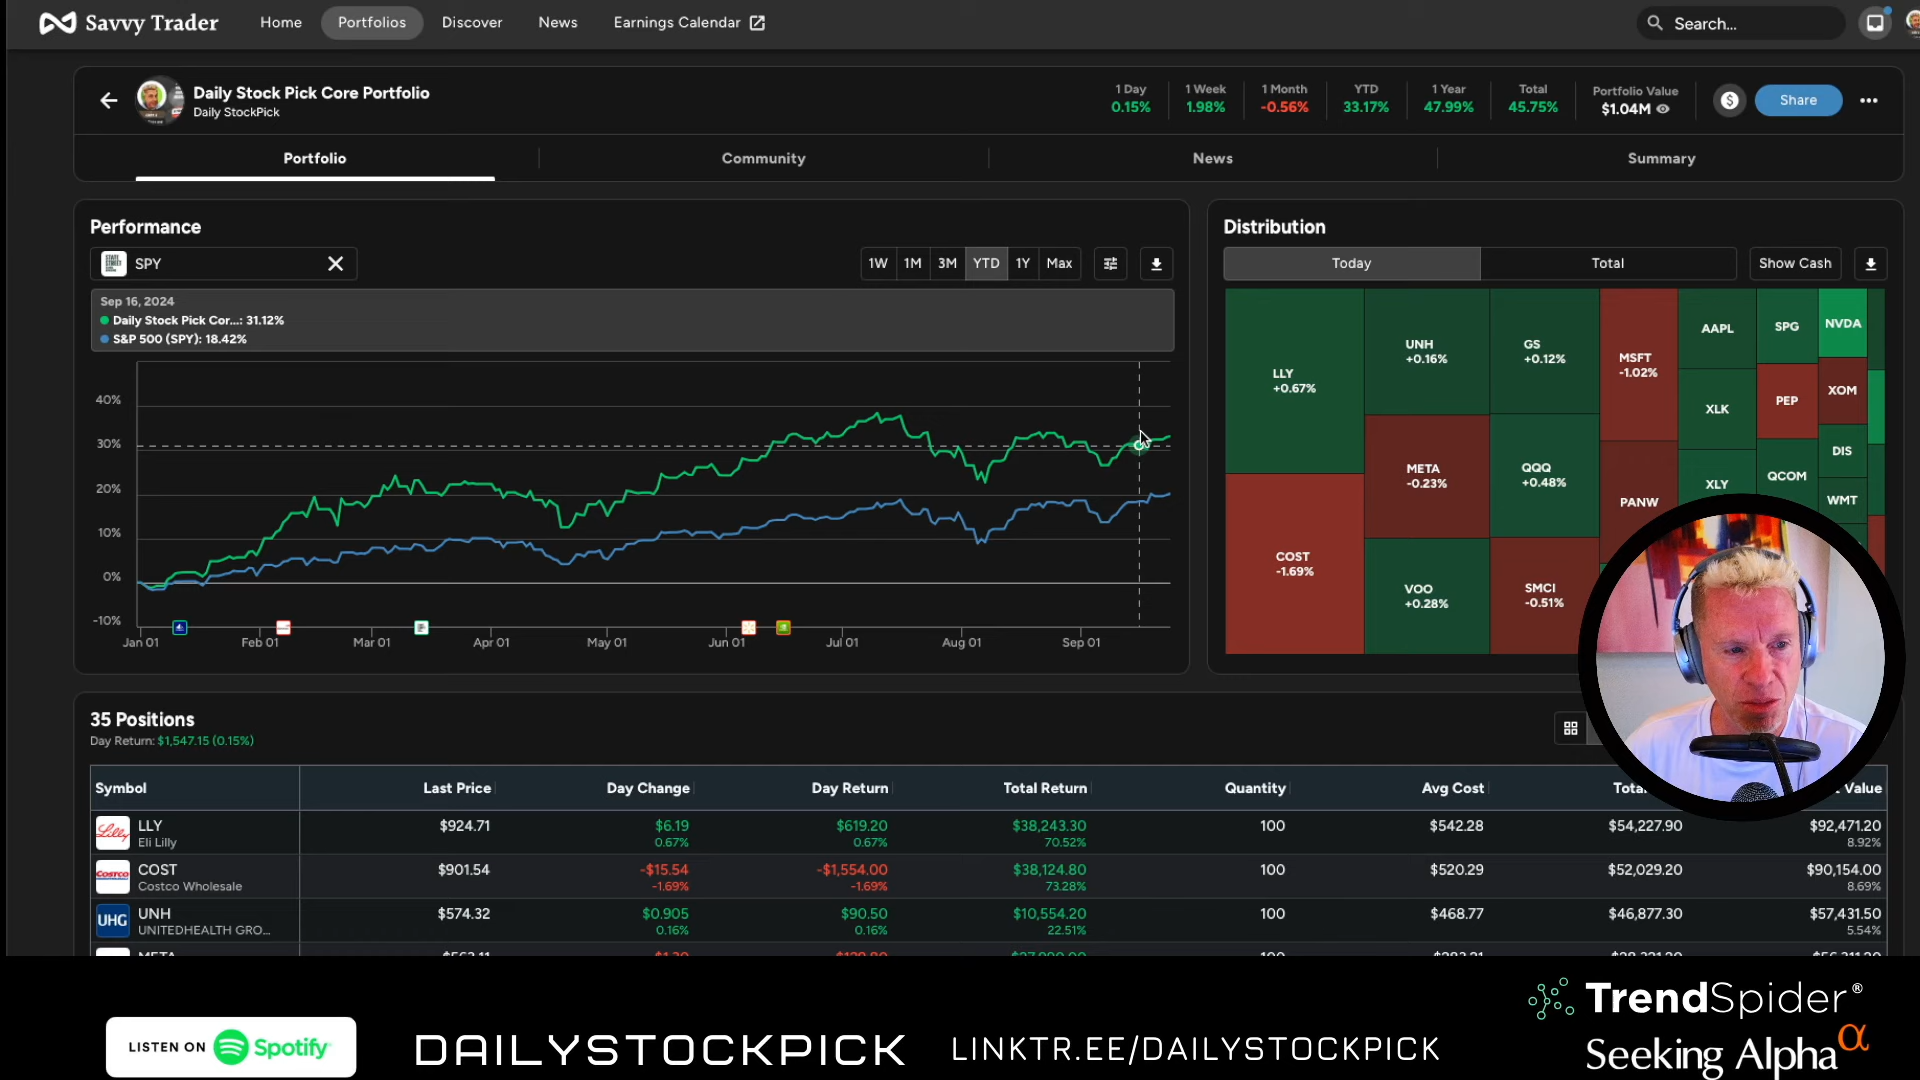 Savvy Trader
Home
Portfolios
Discover
News
Earnings Calendar
Search...
Daily Stock Pick Core Portfolio
Daily StockPick
1 Day
0.15%
1 Week
1.98%
1 Month
-0.56%
YTD
33.17%
1 Year
47.99%
Total
45.75%
Portfolio Value
$1.04M
$
Share
Portfolio
Community
News
Summary
Performance
SPY
1W
1M
3M
YTD
1Y
Max
Sep 16, 2024
Daily Stock Pick Cor...: 31.12%
S&P 500 (SPY): 18.42%
40%
30%
20%
10%
0%
-10%
Jan 01
Feb 01
Mar 01
Apr 01
May 01
Jun 01
Jul 01
Aug 01
Sep 01
Distribution
Today
Total
Show Cash
LLY
+0.67%
COST
-1.69%
UNH
+0.16%
META
-0.23%
VOO
+0.28%
GS
+0.12%
QQQ
+0.48%
SMCI
-0.51%
MSFT
-1.02%
PANW
AAPL
XLK
XLY
SPG
PEP
QCOM
NVDA
XOM
DIS
WMT
35 Positions
Day Return: $1,547.15 (0.15%)
Symbol Last Price Day Change Day Return Total Return Quantity Avg Cost Value
LLY $924.71 $6.19 $619.20 $38,243.30 100 $542.28 $54,227.90 $92,471.20
Eli Lilly 0.67% 0.67% 70.52% 8.92%
COST $901.54 -$15.54 -$1,554.00 $38,124.80 100 $520.29 $52,029.20 $90,154.00
Costco Wholesale -1.69% -1.69% 73.28% 8.69%
UHG
UNH $574.32 $0.905 $90.50 $10,554.20 100 $468.77 $46,877.30 $57,431.50
UNITEDHEALTH GRO... 0.16% 0.16% 22.51% 5.54%
LISTEN ON Spotify
DAILYSTOCKPICK
LINKTR.EE/DAILYSTOCKPICK
TrendSpider®
Seeking Alpha α